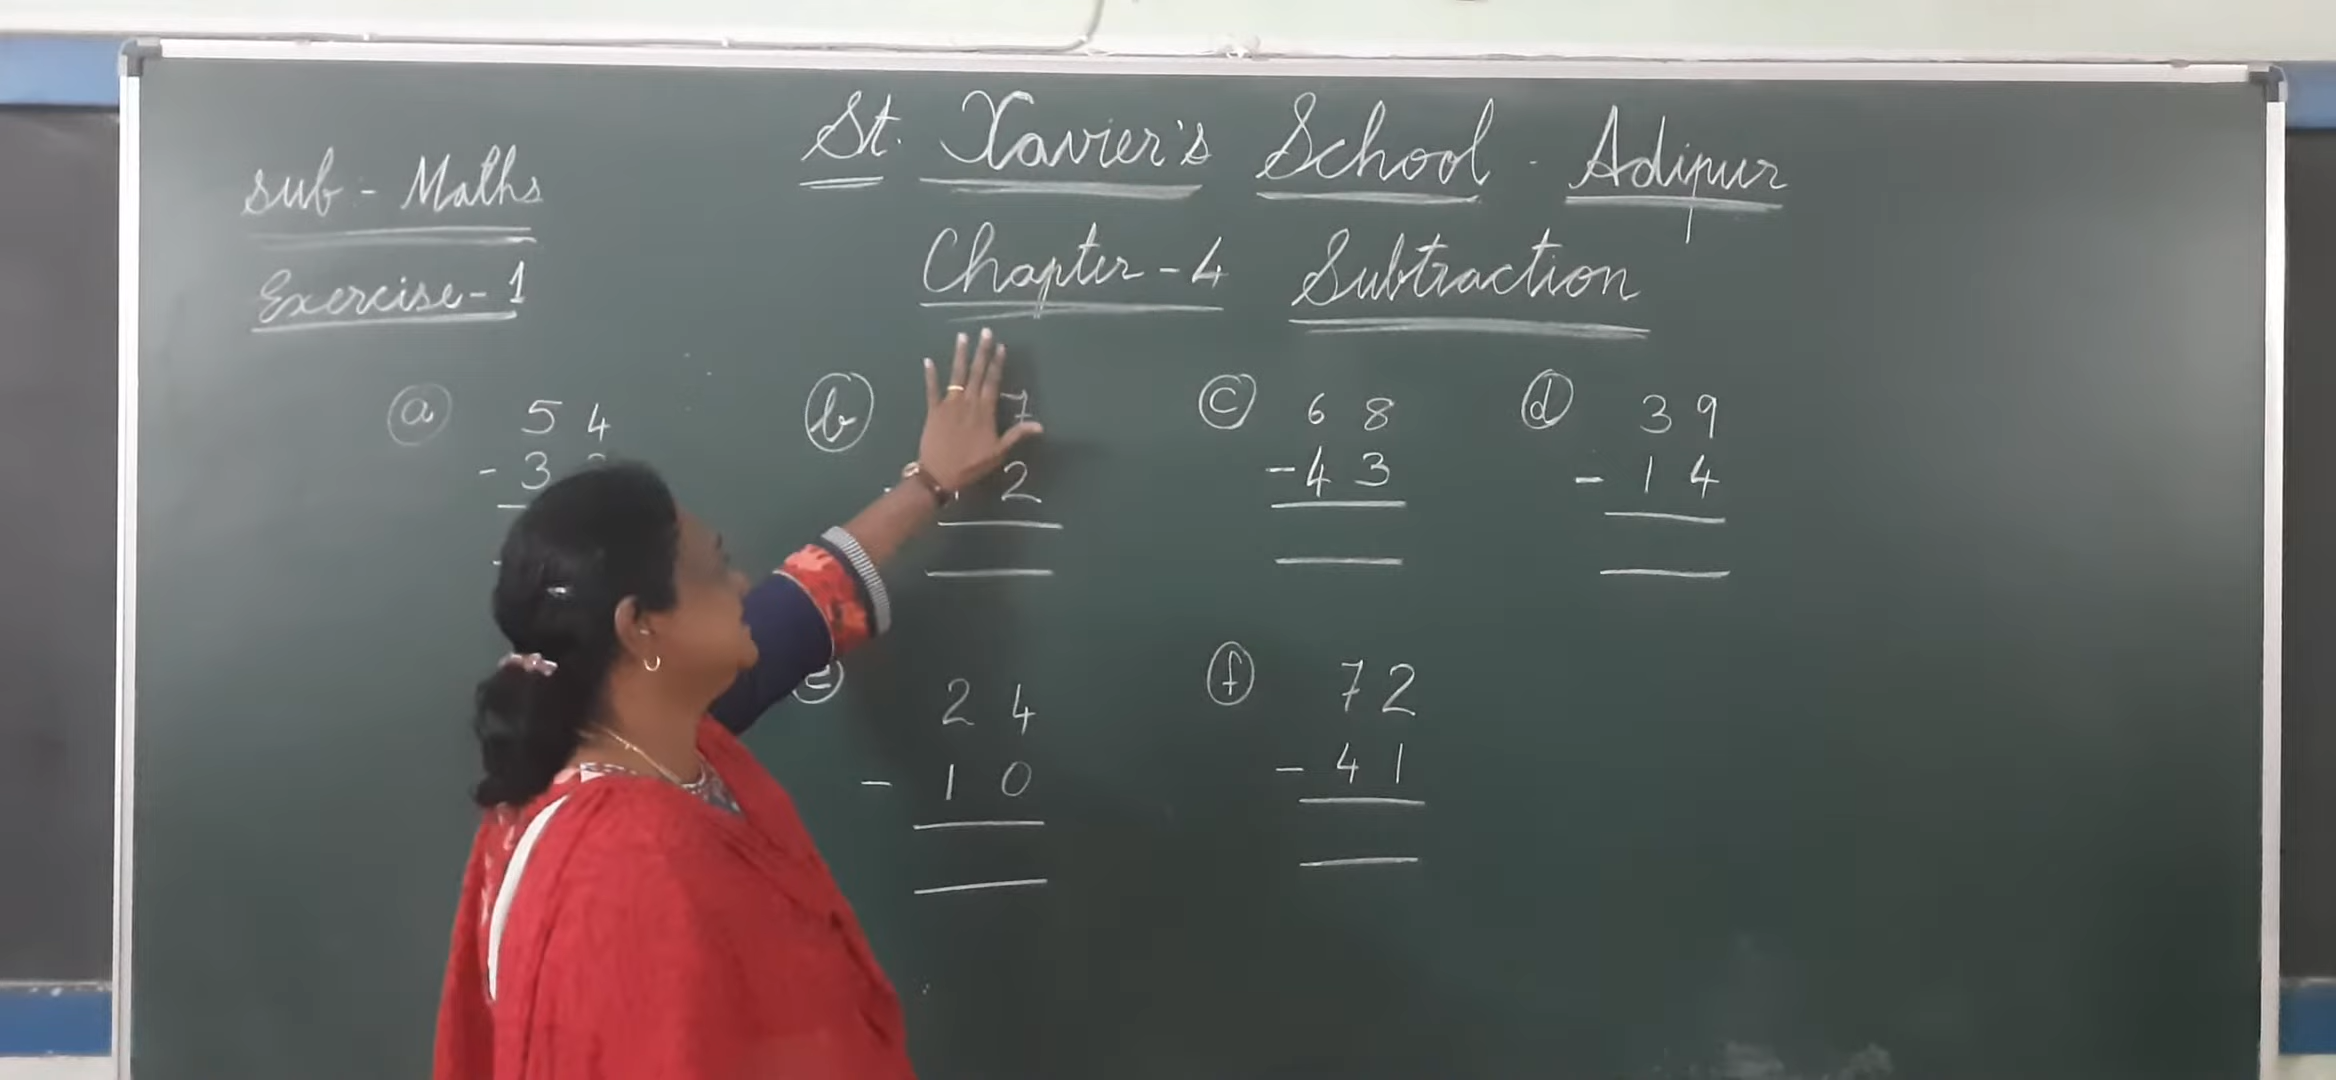 St. Xavier's School - Adipur
sub - Maths
Chapter - 4 Subtraction
Exercise - 1
a 54 b 7 c 68 d 39
- 3 2 - 43 - 14
e 24 f 72
- 10 - 41